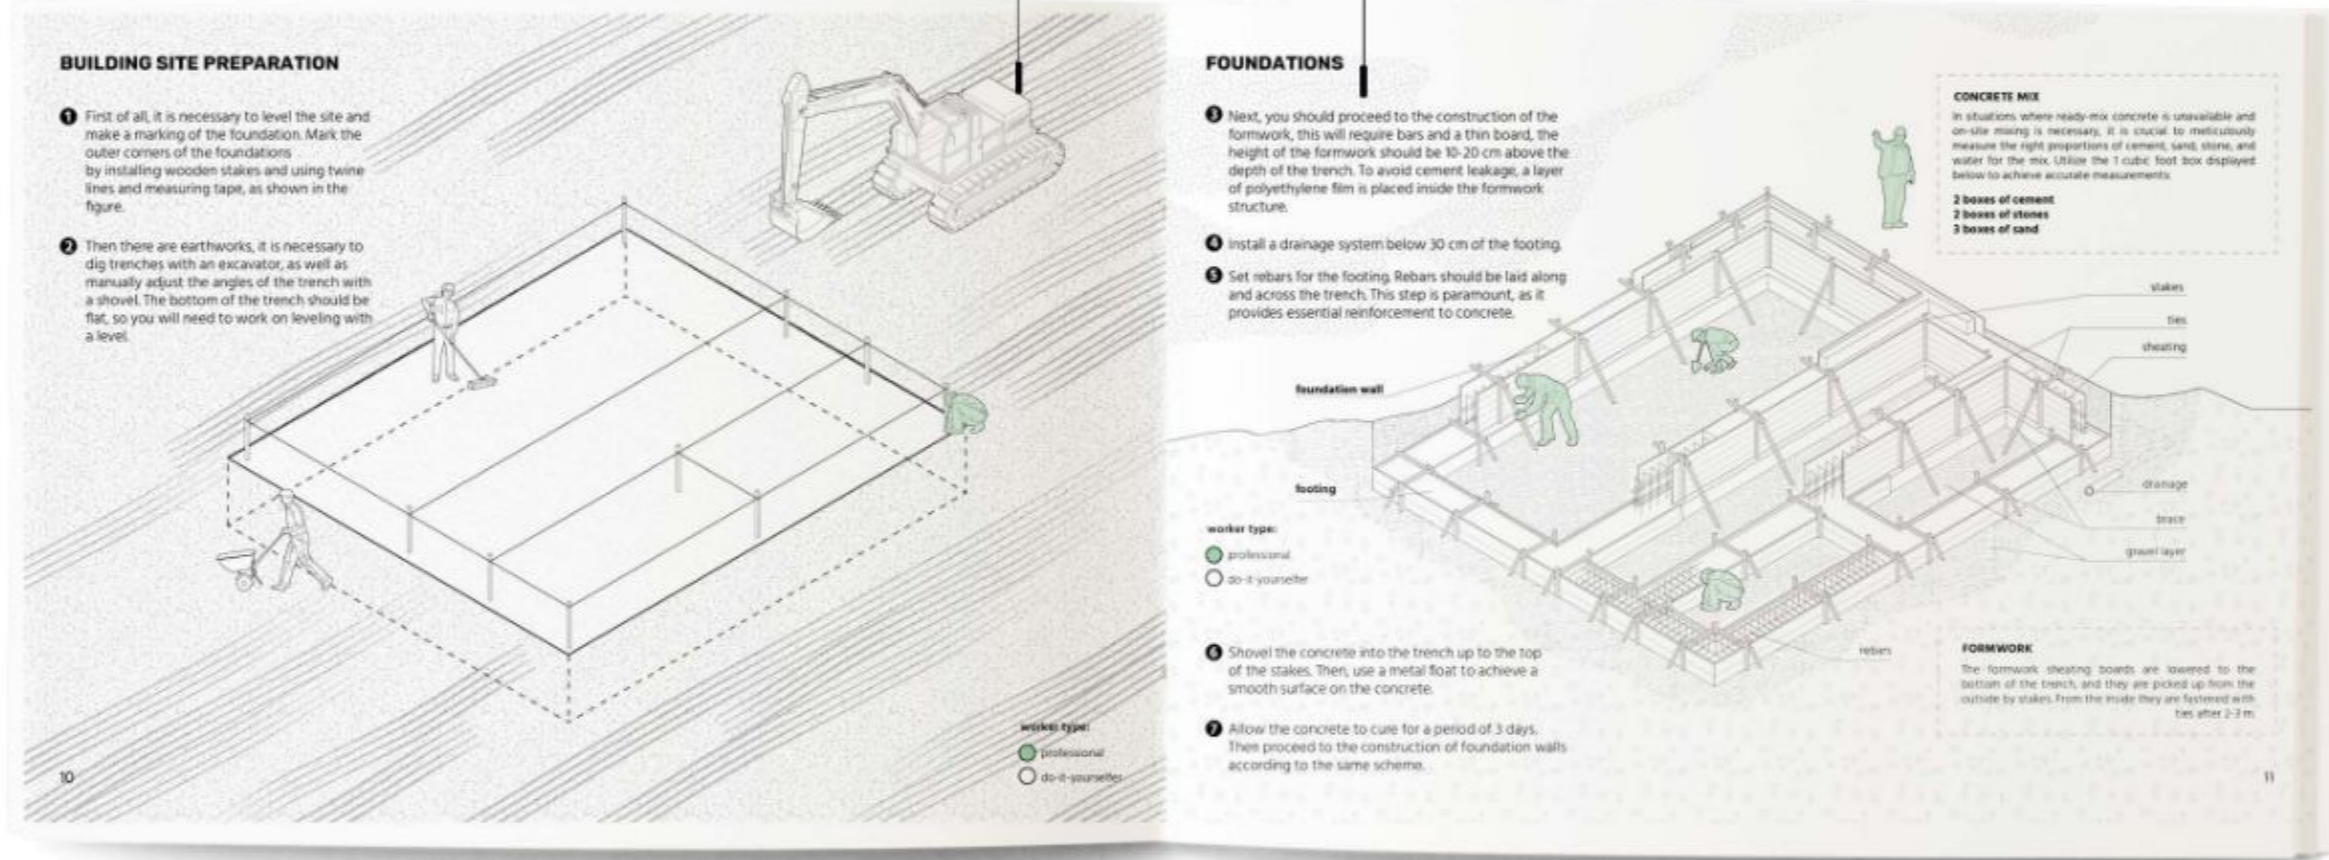 BUILDING SITE PREPARATION
1 First of all, it is necessary to level the site and
make a marking of the foundation. Mark the
outer corners of the foundations
by installing wooden stakes and using twine
lines and measuring tape, as shown in the
figure.
2 Then there are earthworks, it is necessary to
dig trenches with an excavator, as well as
manually adjust the angles of the trench with
a shovel. The bottom of the trench should be
flat, so you will need to work on leveling with
a level.
worker type:
professional
do-it-yourselfer
10
FOUNDATIONS
3 Next, you should proceed to the construction of the
formwork, this will require bars and a thin board, the
height of the formwork should be 10-20 cm above the
depth of the trench. To avoid cement leakage, a layer
of polyethylene film is placed inside the formwork
structure.
4 Install a drainage system below 30 cm of the footing.
5 Set rebars for the footing. Rebars should be laid along
and across the trench. This step is paramount, as it
provides essential reinforcement to concrete.
foundation wall
footing
worker type:
professional
do-it-yourselfer
6 Shovel the concrete into the trench up to the top
of the stakes. Then, use a metal float to achieve a
smooth surface on the concrete.
7 Allow the concrete to cure for a period of 3 days.
Then proceed to the construction of foundation walls
according to the same scheme.
CONCRETE MIX
In situations where ready-mix concrete is unavailable and
on-site mixing is necessary, it is crucial to meticulously
measure the right proportions of cement, sand, stone, and
water for the mix. Utilize the 1 cubic foot box displayed
below to achieve accurate measurements:
2 boxes of cement
2 boxes of stones
3 boxes of sand
stakes
ties
sheating
drainage
brace
gravel layer
rebars
FORMWORK
The formwork sheating boards are lowered to the
bottom of the trench, and they are picked up from the
outside by stakes. From the inside they are fastened with
ties after 2-3 m
11